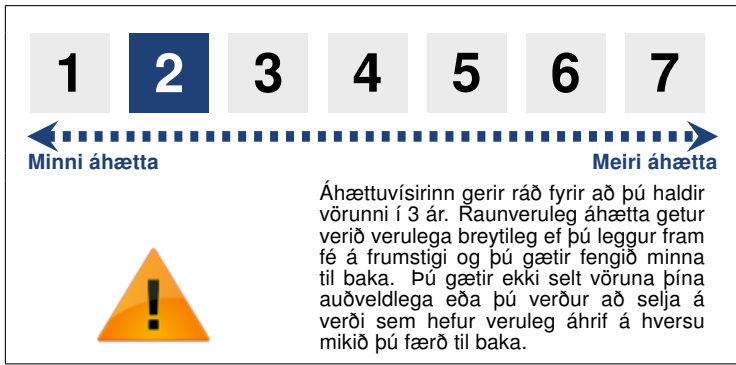 1 2 3 4 5 6 7
Minni áhætta Meiri áhætta
Áhættuvísirinn gerir ráð fyrir að þú haldir
vörunni í 3 ár. Raunveruleg áhætta getur
verið verulega breytileg ef þú leggur fram
fé á frumstigi og þú gætir fengið minna
til baka. Þú gætir ekki selt vöruna þína
auðveldlega eða þú verður að selja á
verði sem hefur veruleg áhrif á hversu
mikið þú færð til baka.